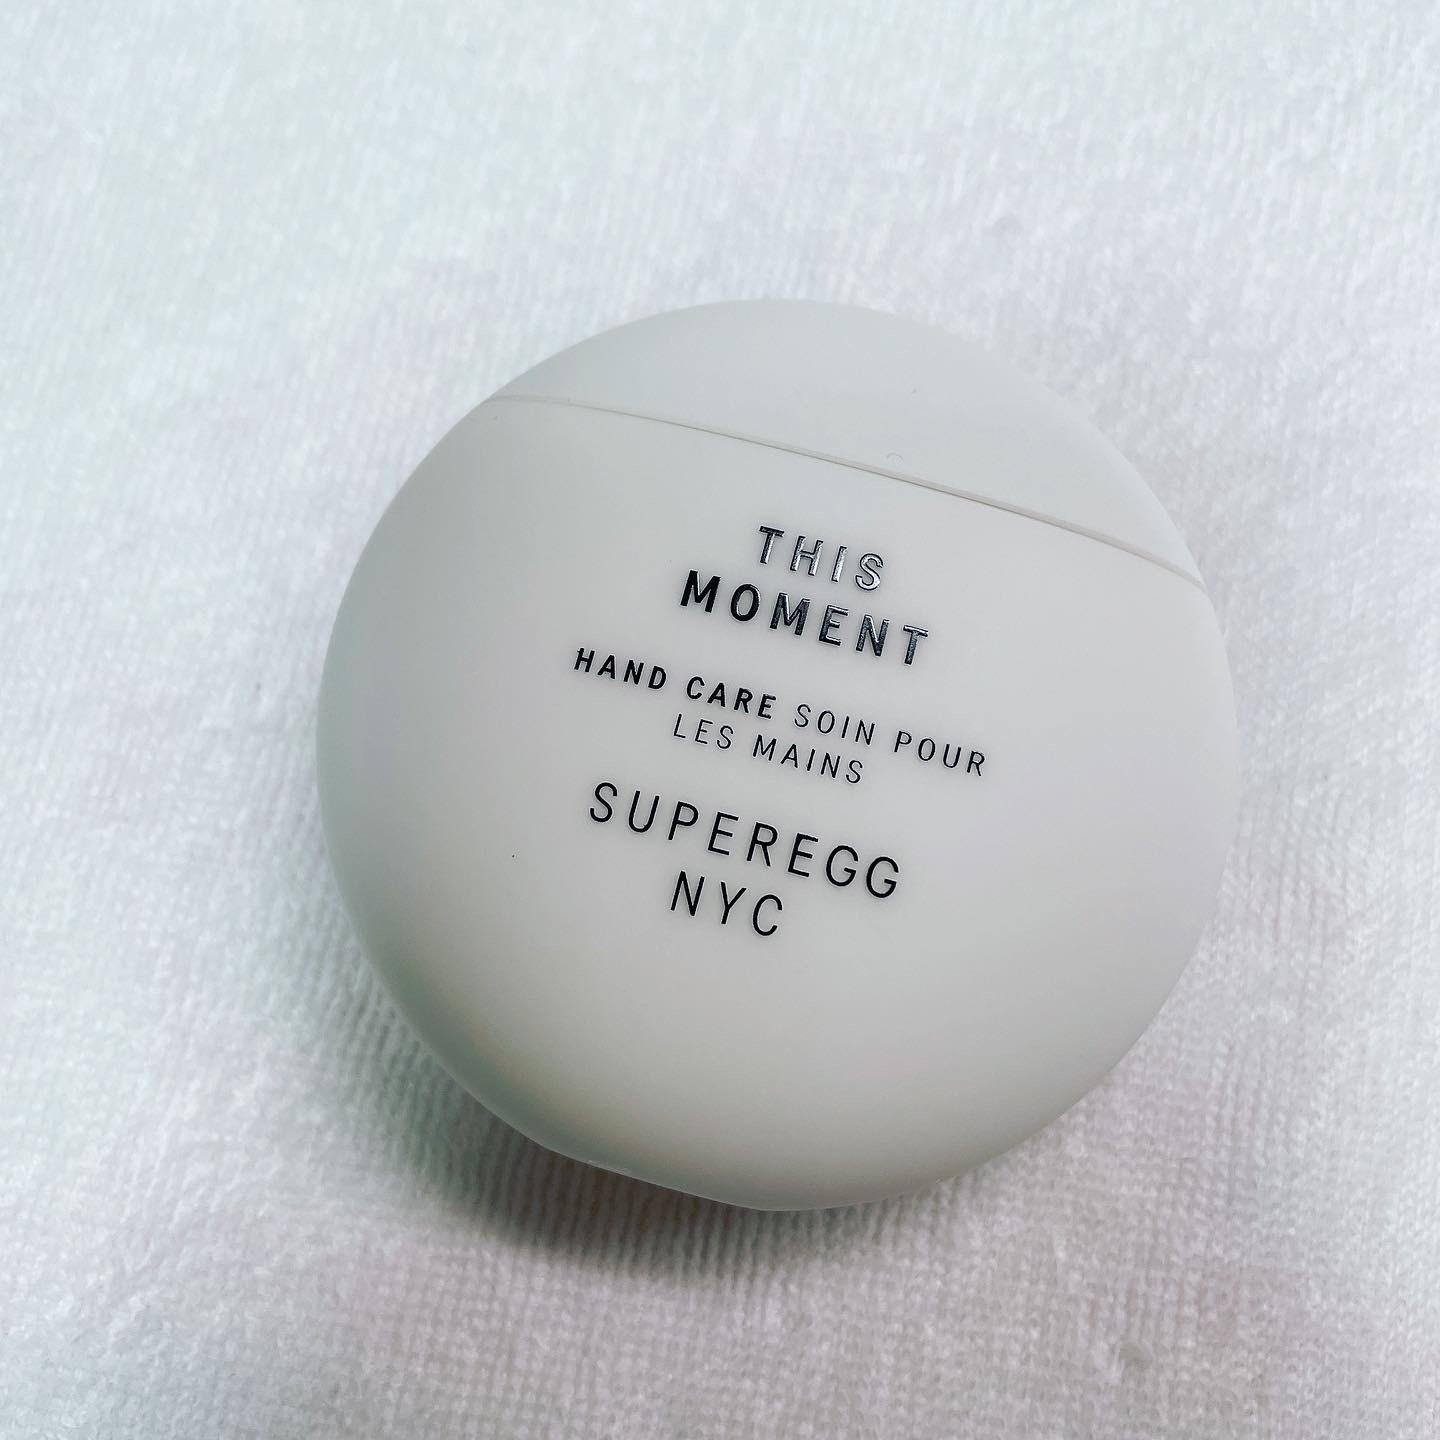 THIS
MOMENT
HAND CARE SOIN POUR
LES MAINS
SUPEREGG
NYC